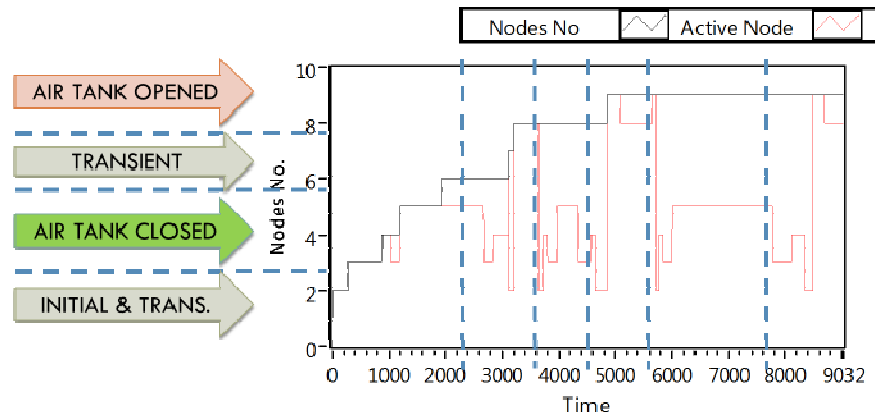 Nodes No Active Node
AIR TANK OPENED
TRANSIENT
AIR TANK CLOSED
INITIAL & TRANS.
Nodes No.
10
8
6
4
2
0
0 1000 2000 3000 4000 5000 6000 7000 8000 9032
Time